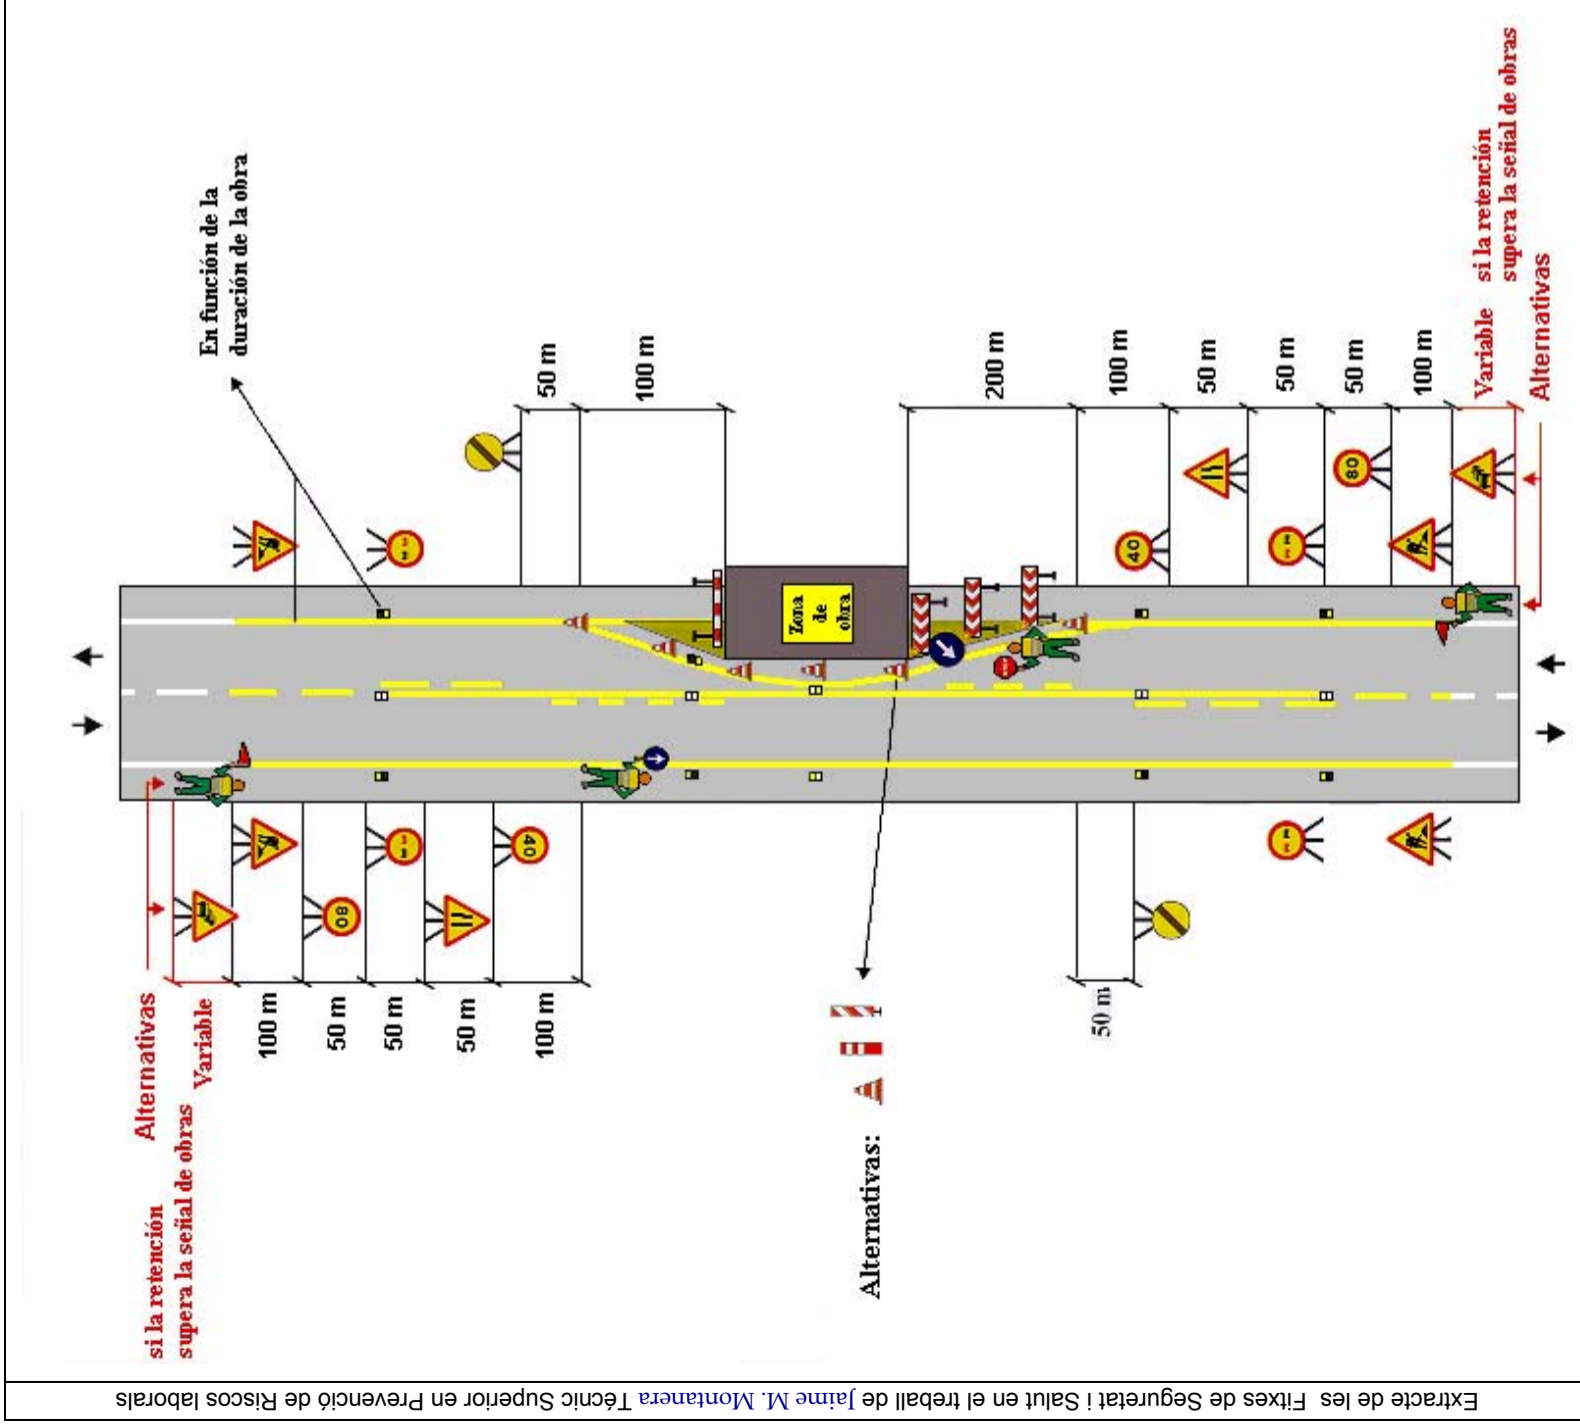 En función de la
duración de la obra
50 m
100 m
200 m
100 m
50 m
50 m
50 m
100 m
Variable
si la retención
supera la señal de obras
Alternativas
Zona
de
obra
40
80
80
40
si la retención
supera la señal de obras
Alternativas
Variable
100 m
50 m
50 m
50 m
100 m
50 m
Alternativas:
Extracte de les Fitxes de Seguretat i Salut en el treball de Jaime M. Montanera Técnic Superior en Prevenció de Riscos laborals